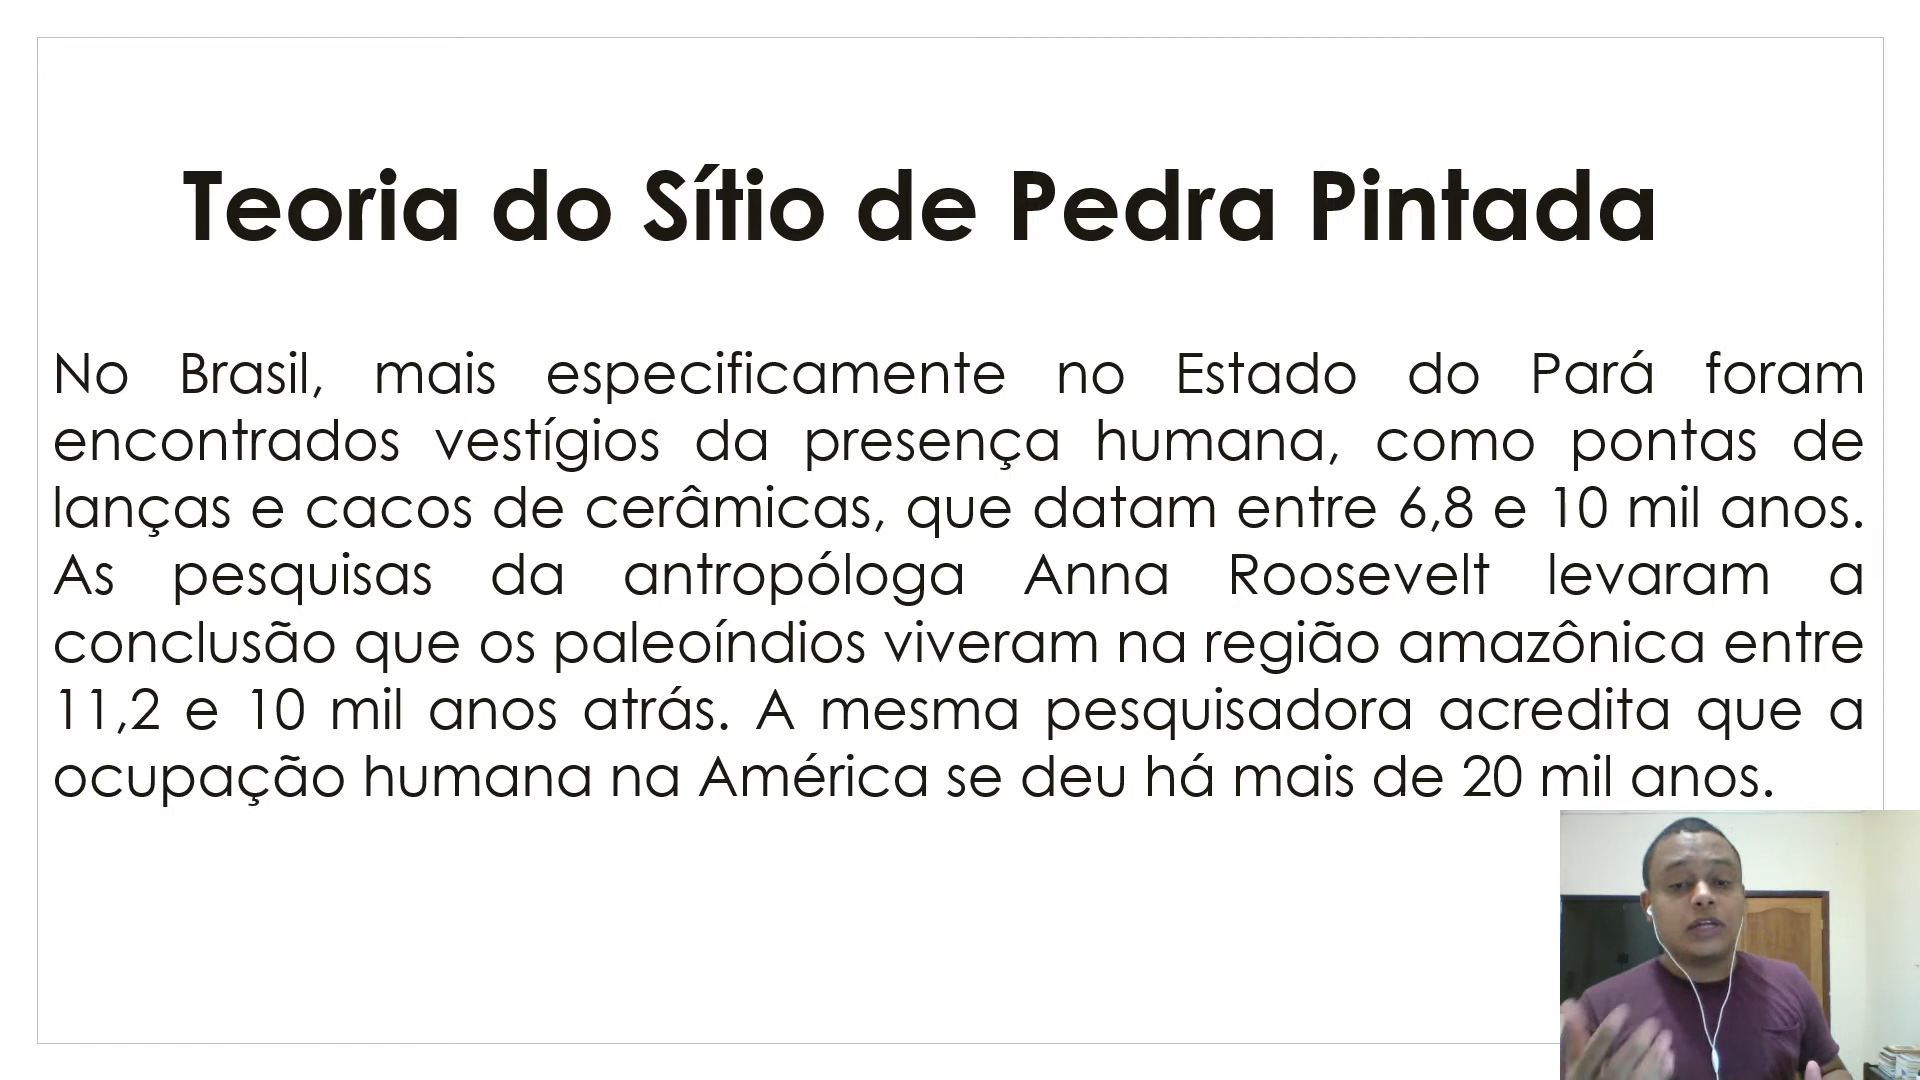 Teoria do Sítio de Pedra Pintada
No Brasil, mais especificamente no Estado do Pará foram
encontrados vestígios da presença humana, como pontas de
lanças e cacos de cerâmicas, que datam entre 6,8 e 10 mil anos.
As pesquisas da antropóloga Anna Roosevelt levaram a
conclusão que os paleoíndios viveram na região amazônica entre
11,2 e 10 mil anos atrás. A mesma pesquisadora acredita que a
ocupação humana na América se deu há mais de 20 mil anos.